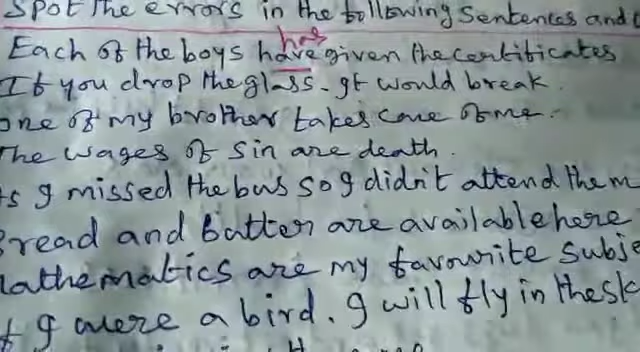 Spot the errors in the following sentences and
has
Each of the boys have given the certificates
If you drop the glass. It would break.
one of my brother takes care of me.
The wages of sin are death.
As I missed the bus so I didn't attend the m
Bread and Butter are available here
Mathematics are my favourite subje
If I were a bird. I will fly in the sk